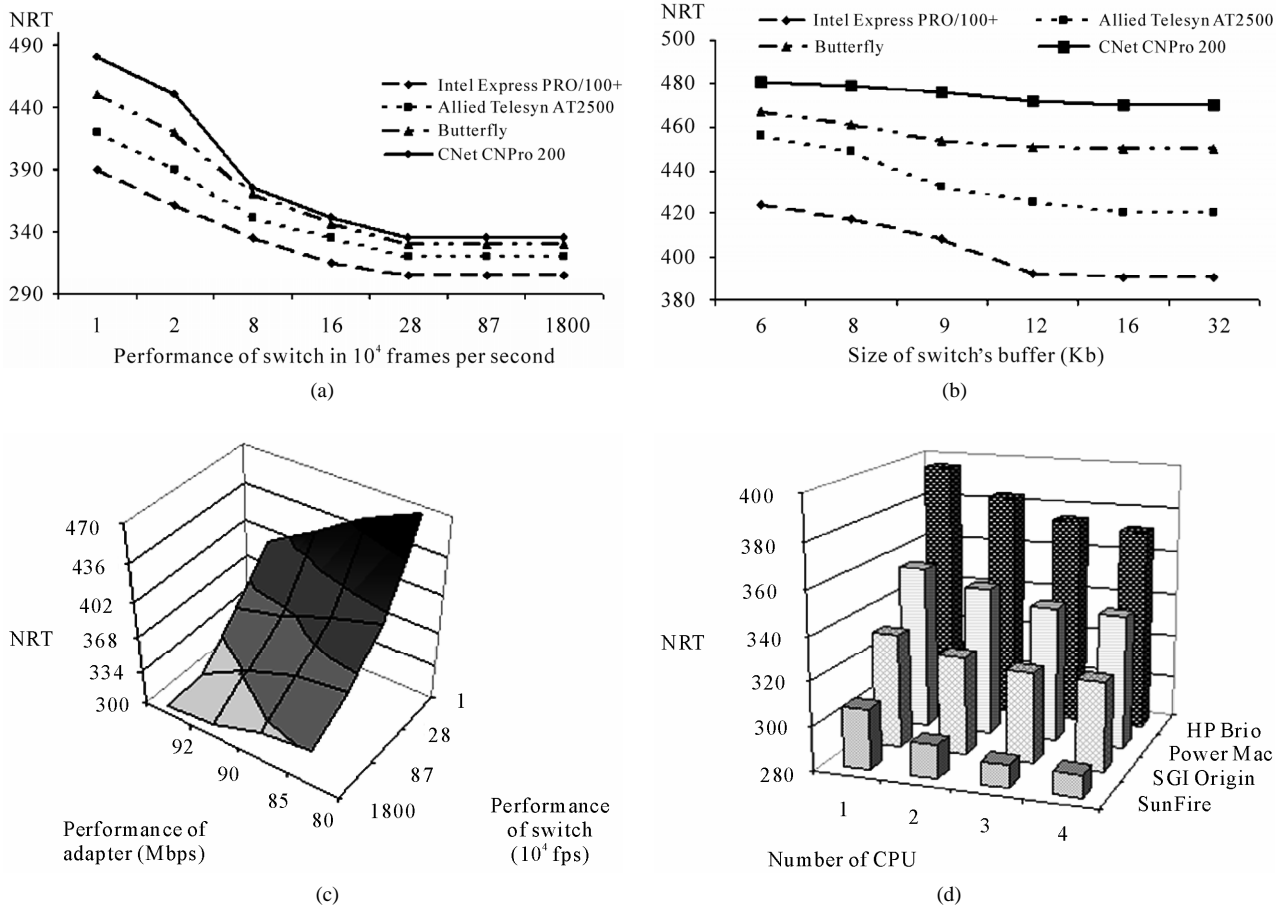 NRT
490
440
390
340
290
Intel Express PRO/100+
Allied Telesyn AT2500
Butterfly
CNet CNPro 200
1 2 8 16 28 87 1800
Performance of switch in 10⁴ frames per second
(a)
NRT
Intel Express PRO/100+ Allied Telesyn AT2500
Butterfly CNet CNPro 200
500
480
460
440
420
400
380
6 8 9 12 16 32
Size of switch's buffer (Kb)
(b)
470
436
402
368
334
300
NRT
92
90
85
80
1
28
87
1800
Performance of
adapter (Mbps)
Performance
of switch
(10⁴ fps)
(c)
400
380
360
340
320
300
280
NRT
1 2 3 4
Number of CPU
HP Brio
Power Mac
SGI Origin
SunFire
(d)